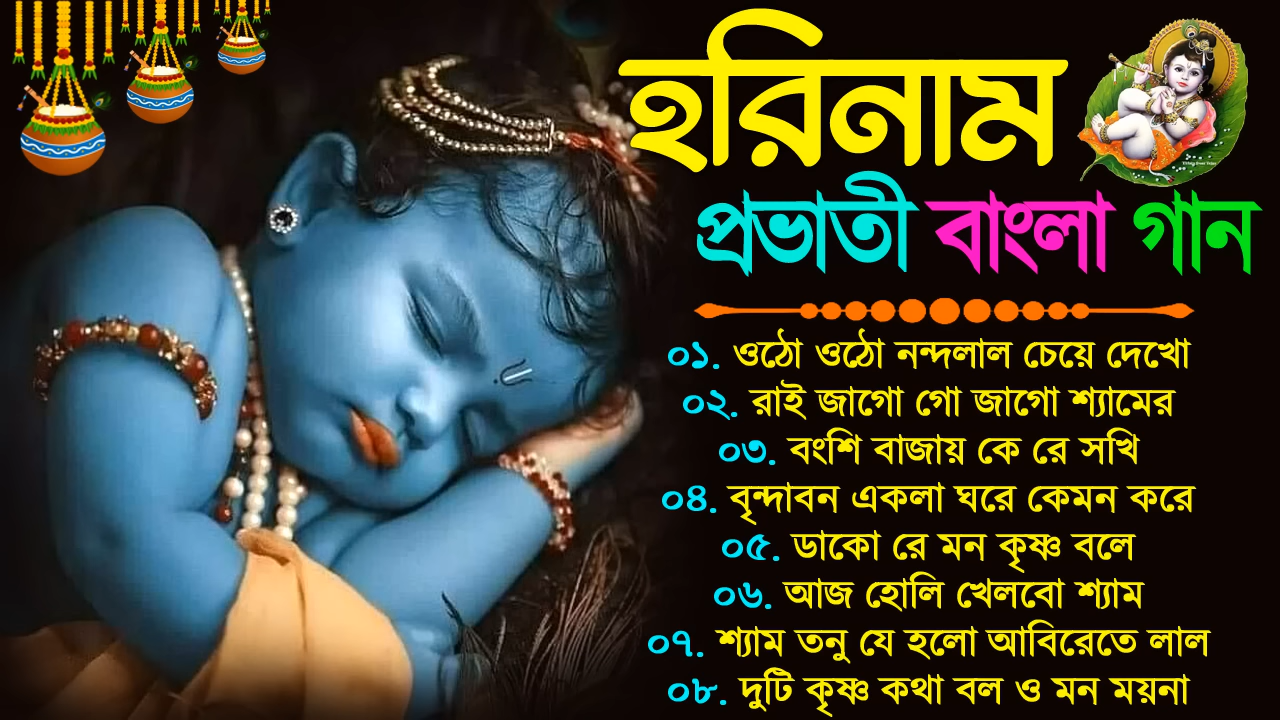 হরিনাম
প্রভাতী বাংলা গান
০১. ওঠো ওঠো নন্দলাল চেয়ে দেখো
০২. রাই জাগো গো জাগো শ্যামের
০৩. বংশি বাজায় কে রে সখি
০৪. বৃন্দাবন একলা ঘরে কেমন করে
০৫. ডাকো রে মন কৃষ্ণ বলে
০৬. আজ হোলি খেলবো শ্যাম
০৭. শ্যাম তনু যে হলো আবিরেতে লাল
০৮. দুটি কৃষ্ণ কথা বল ও মন ময়না